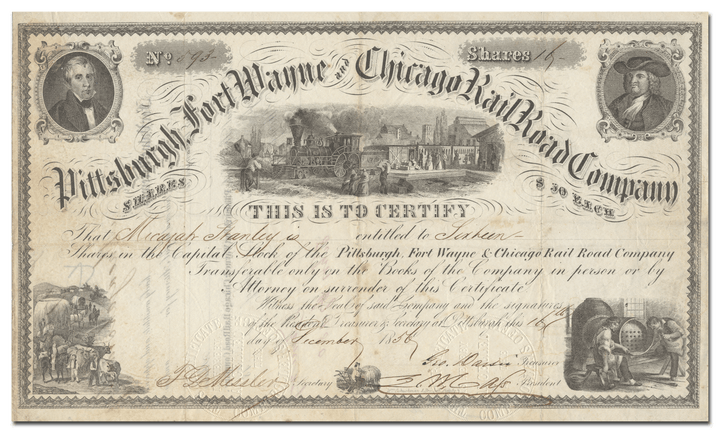 No 93
Shares 16
Pittsburgh, Fort Wayne and Chicago Rail Road Company
SHARES $50 EACH
THIS IS TO CERTIFY
That Micajah Stanley is entitled to Sixteen
Shares in the Capital Stock of the Pittsburgh, Fort Wayne & Chicago Rail Road Company
Transferable only on the Books of the Company in person or by
Attorney on surrender of this Certificate
Witness the Seal of said Company and the signatures
of the President Treasurer & Secretary at Pittsburgh this 16th
day of December 1856
Geo. Treasurer
Secretary
President